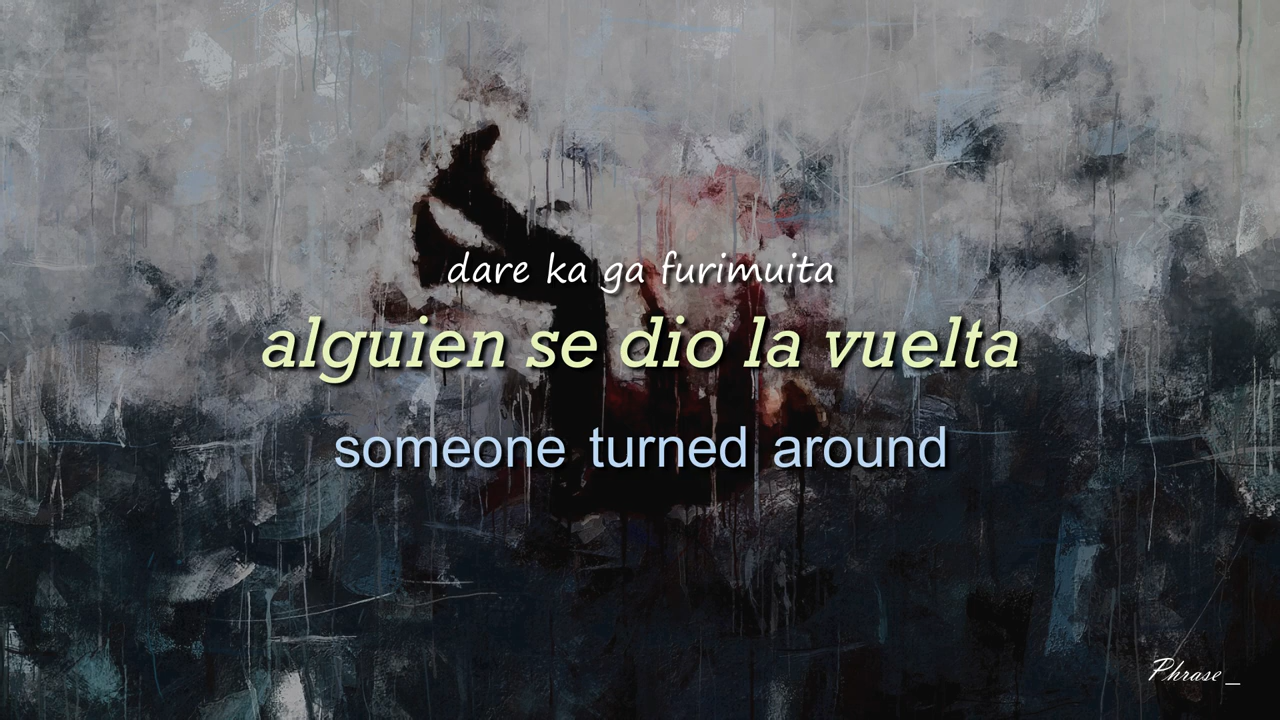 dare ka ga furimuita
alguien se dio la vuelta
someone turned around
Phrase_